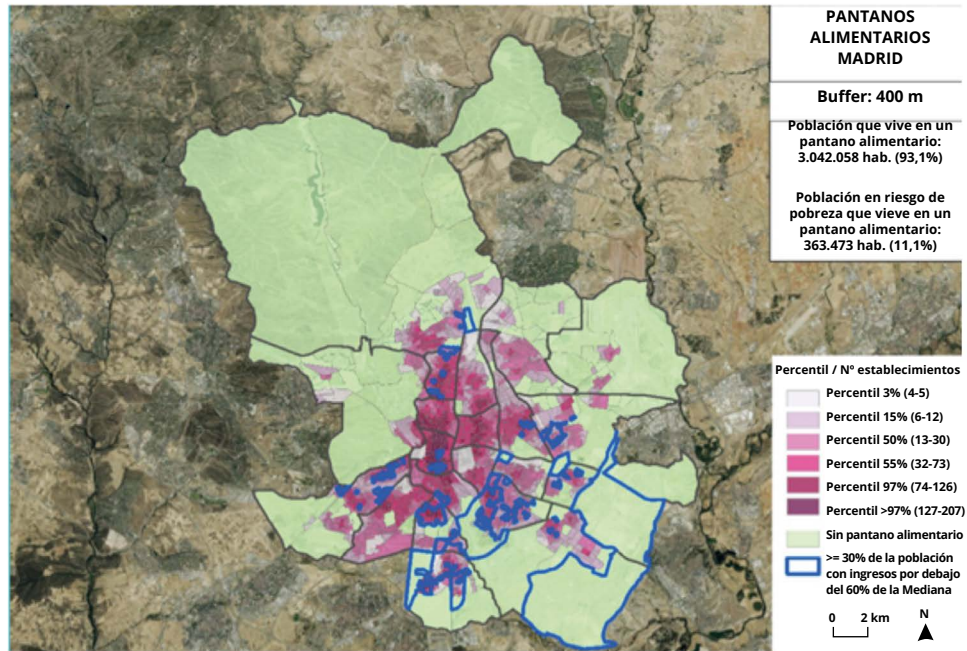 PANTANOS
ALIMENTARIOS
MADRID
Buffer: 400 m
Población que vive en un
pantano alimentario:
3.042.058 hab. (93,1%)
Población en riesgo de
pobreza que vieve en un
pantano alimentario:
363.473 hab. (11,1%)
Percentil / Nº establecimientos
Percentil 3% (4-5)
Percentil 15% (6-12)
Percentil 50% (13-30)
Percentil 55% (32-73)
Percentil 97% (74-126)
Percentil >97% (127-207)
Sin pantano alimentario
>= 30% de la población
con ingresos por debajo
del 60% de la Mediana
0 2 km N